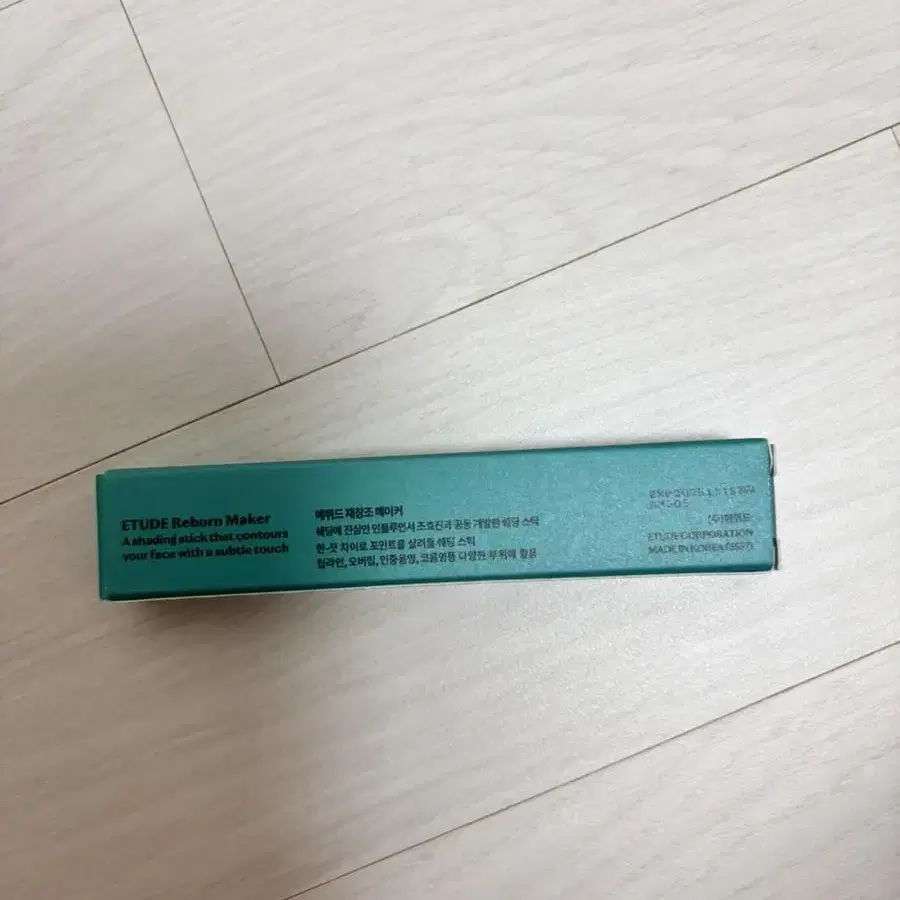 ETUDE Reborn Maker
A shading stick that contours
your face with a subtle touch
에뛰드 재창조 메이커
쉐딩에 진심인 인플루언서 조효진과 공동 개발한 쉐딩 스틱
한-끗 차이로 포인트를 살려줄 쉐딩 스틱
헤어라인, 오버립, 인중음영, 코음영 등 다양한 부위에 활용
(주)에뛰드
ETUDE CORPORATION
MADE IN KOREA